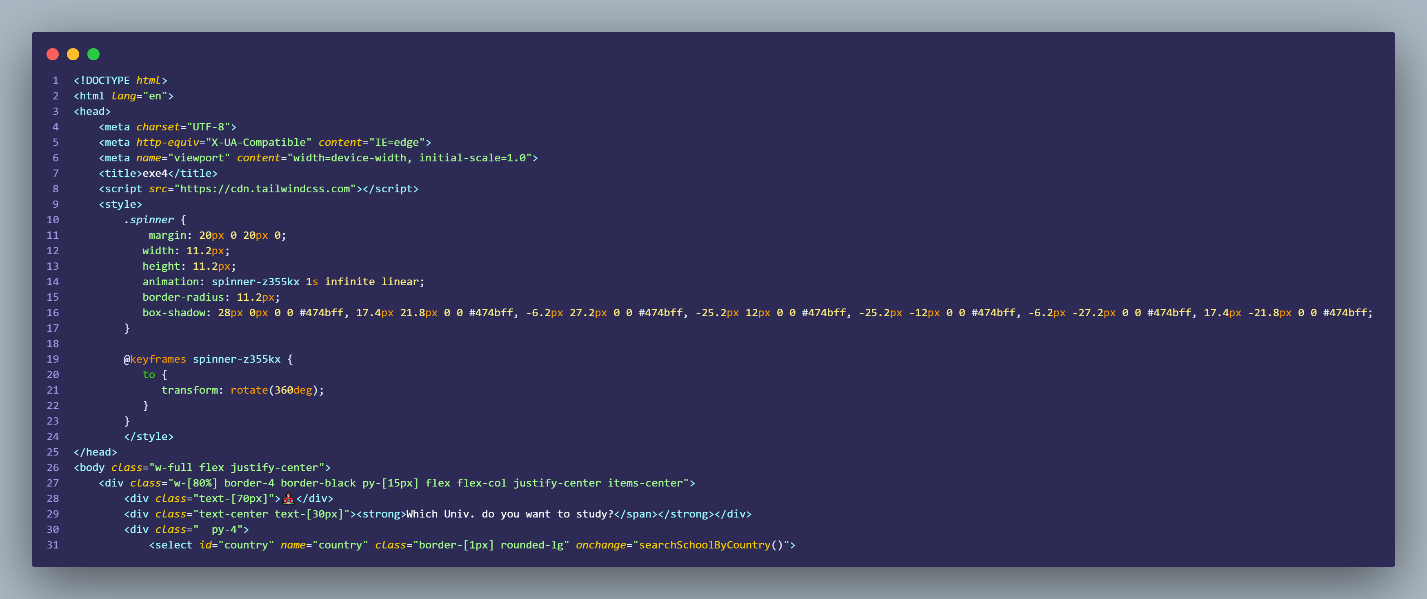 1 <!DOCTYPE html>
2 <html lang="en">
3 <head>
4     <meta charset="UTF-8">
5     <meta http-equiv="X-UA-Compatible" content="IE=edge">
6     <meta name="viewport" content="width=device-width, initial-scale=1.0">
7     <title>exe4</title>
8     <script src="https://cdn.tailwindcss.com"></script>
9     <style>
10         .spinner {
11             margin: 20px 0 20px 0;
12            width: 11.2px;
13            height: 11.2px;
14            animation: spinner-z355kx 1s infinite linear;
15            border-radius: 11.2px;
16            box-shadow: 28px 0px 0 0 #474bff, 17.4px 21.8px 0 0 #474bff, -6.2px 27.2px 0 0 #474bff, -25.2px 12px 0 0 #474bff, -25.2px -12px 0 0 #474bff, -6.2px -27.2px 0 0 #474bff, 17.4px -21.8px 0 0 #474bff;
17         }
18
19         @keyframes spinner-z355kx {
20            to {
21               transform: rotate(360deg);
22            }
23         }
24         </style>
25 </head>
26 <body class="w-full flex justify-center">
27     <div class="w-[80%] border-4 border-black py-[15px] flex flex-col justify-center items-center">
28         <div class="text-[70px]">🏫</div>
29         <div class="text-center text-[30px]"><strong>Which Univ. do you want to study?</span></strong></div>
30         <div class="  py-4">
31             <select id="country" name="country" class="border-[1px] rounded-lg" onchange="searchSchoolByCountry()">